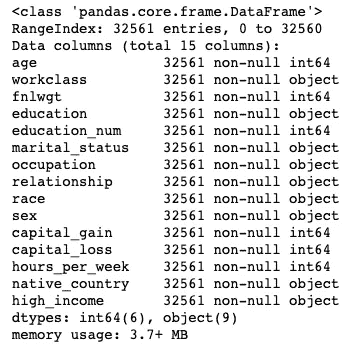 <class 'pandas.core.frame.DataFrame'>
RangeIndex: 32561 entries, 0 to 32560
Data columns (total 15 columns):
age 32561 non-null int64
workclass 32561 non-null object
fnlwgt 32561 non-null int64
education 32561 non-null object
education_num 32561 non-null int64
marital_status 32561 non-null object
occupation 32561 non-null object
relationship 32561 non-null object
race 32561 non-null object
sex 32561 non-null object
capital_gain 32561 non-null int64
capital_loss 32561 non-null int64
hours_per_week 32561 non-null int64
native_country 32561 non-null object
high_income 32561 non-null object
dtypes: int64(6), object(9)
memory usage: 3.7+ MB